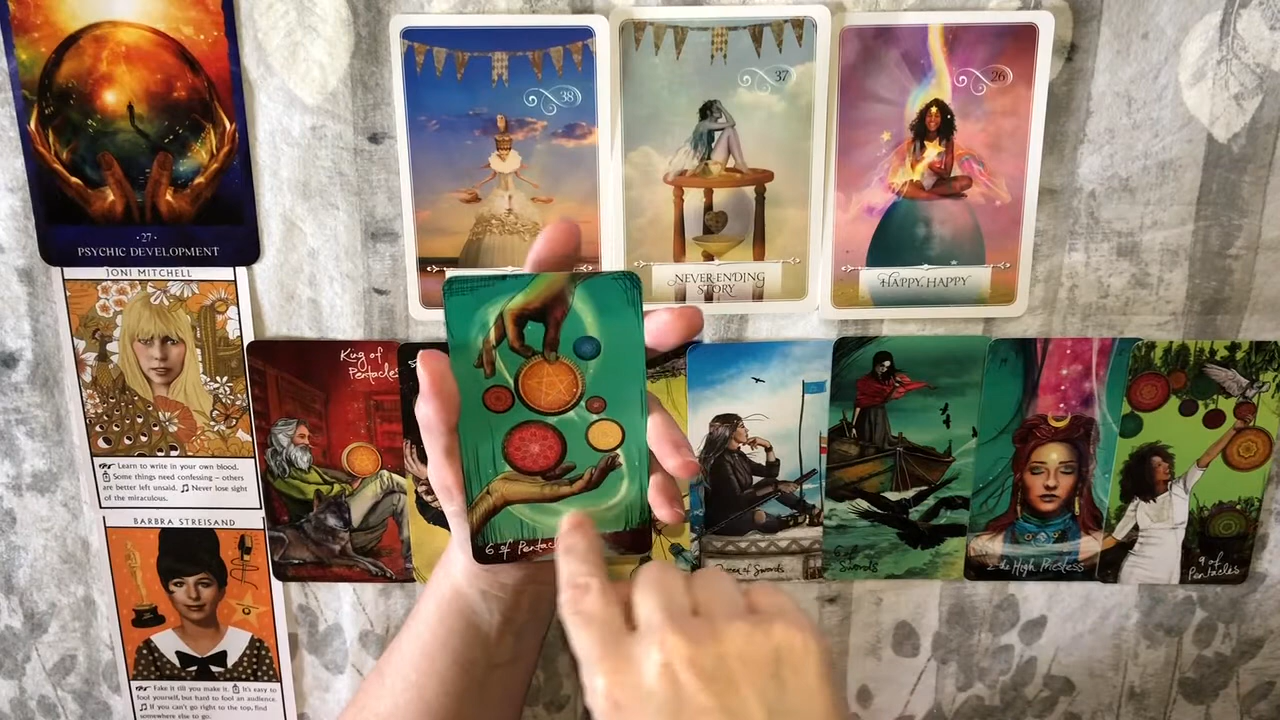 38
37
26
· 27 ·
PSYCHIC DEVELOPMENT
NEVER-ENDING
STORY
HAPPY, HAPPY
JONI MITCHELL
Learn to write in your own blood.
Some things need confessing – others
are better left unsaid. Never lose sight
of the miraculous.
King of
Pentacles
6 of
Queen of Swords
6 of
Swords
2 the High Priestess
9 of
Pentacles
BARBRA STREISAND
Fake it till you make it. It's easy to
fool yourself, but hard to fool an audience.
If you can't go right to the top, find
somewhere else to go.